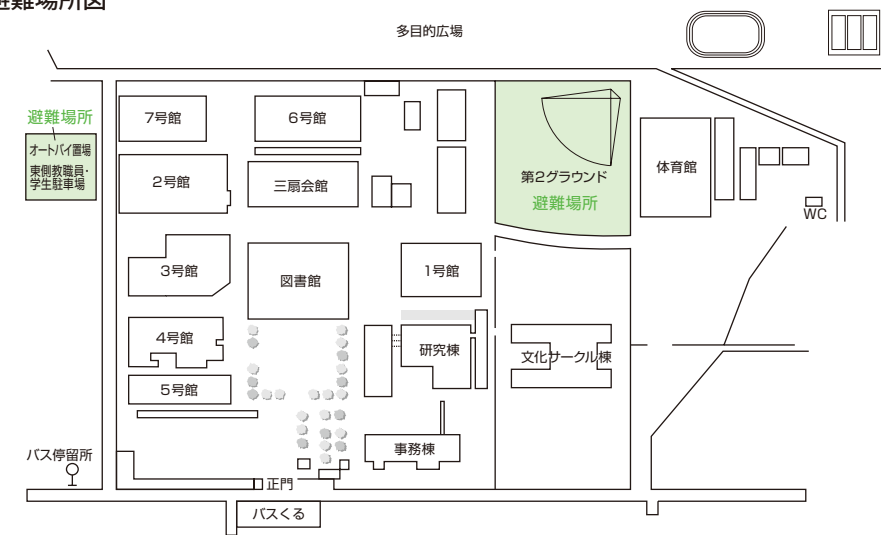 避難場所図
多目的広場
避難場所
オートバイ置場
東側教職員・
学生駐車場
7号館
6号館
2号館
三扇会館
第2グラウンド
避難場所
体育館
WC
3号館
図書館
1号館
4号館
研究棟
文化サークル棟
5号館
事務棟
バス停留所
正門
バスくる